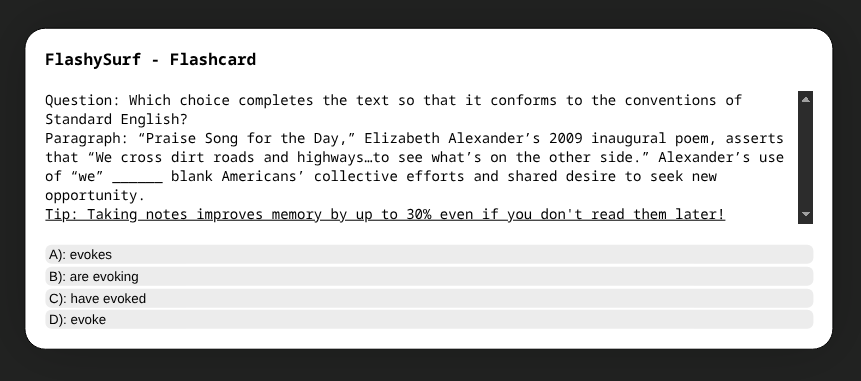 FlashySurf - Flashcard
Question: Which choice completes the text so that it conforms to the conventions of
Standard English?
Paragraph: “Praise Song for the Day,” Elizabeth Alexander’s 2009 inaugural poem, asserts
that “We cross dirt roads and highways…to see what’s on the other side.” Alexander’s use
of “we” ______ blank Americans’ collective efforts and shared desire to seek new
opportunity.
Tip: Taking notes improves memory by up to 30% even if you don't read them later!
A): evokes
B): are evoking
C): have evoked
D): evoke